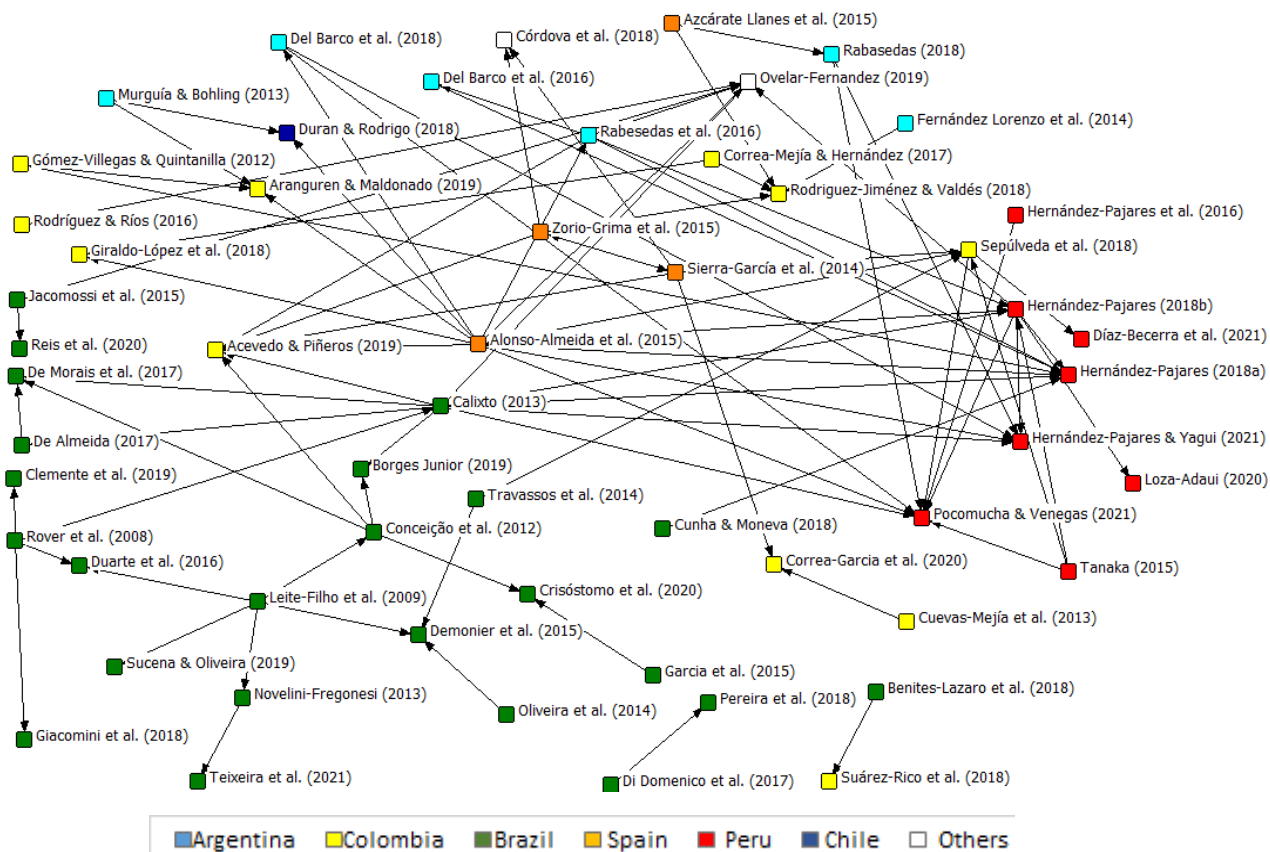 Azcárate Llanes et al. (2015)
Del Barco et al. (2018)
Córdova et al. (2018)
Rabasedas (2018)
Del Barco et al. (2016)
Ovelar-Fernandez (2019)
Murguía & Bohling (2013)
Duran & Rodrigo (2018)
Rabesedas et al. 2016)
Fernández Lorenzo et al. (2014)
Gómez-Villegas & Quintanilla (2012)
Correa-Mejía & Hernández (2017)
Aranguren & Maldonado (2019)
Rodriguez-Jiménez & Valdés (2018)
Rodríguez & Ríos (2016)
Zorio-Grima et al. (2015)
Hernández-Pajares et al. (2016)
Giraldo-López et al. (2018)
Sepúlveda et al. (2018)
Sierra-García et al. (2014)
Jacomossi et al. (2015)
Hernández-Pajares (2018b)
Reis et al. (2020)
Acevedo & Piñeros (2019)
Alonso-Almeida et al. (2015)
Díaz-Becerra et al. (2021)
De Morais et al. (2017)
Hernández-Pajares (2018a)
Calixto (2013)
De Almeida (2017)
Hernández-Pajares & Yagui (2021)
Clemente et al. (2019)
Borges Junior (2019)
Loza-Adaui (2020)
Travassos et al. (2014)
Pocomucha & Venegas (2021)
Rover et al. (2008)
Conceição et al. (2012)
Cunha & Moneva (2018)
Duarte et al. (2016)
Correa-Garcia et al. (2020)
Tanaka (2015)
Leite-Filho et al. (2009)
Crisóstomo et al. (2020)
Cuevas-Mejía et al. (2013)
Demonier et al. (2015)
Sucena & Oliveira (2019)
Garcia et al. (2015)
Novelini-Fregonesi (2013)
Pereira et al. (2018)
Benites-Lazaro et al. (2018)
Oliveira et al. (2014)
Giacomini et al. (2018)
Teixeira et al. (2021)
Di Domenico et al. (2017)
Suárez-Rico et al. (2018)
Argentina Colombia Brazil Spain Peru Chile Others